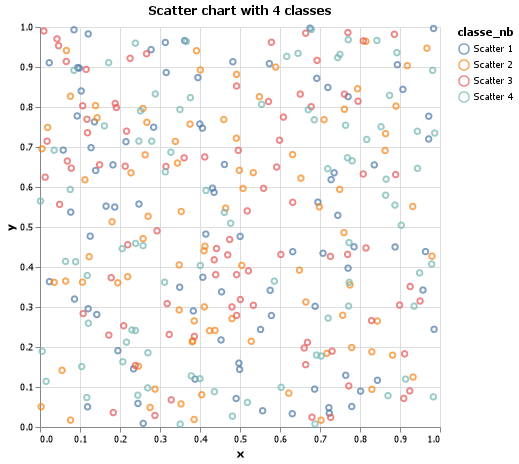 Scatter chart with 4 classes
classe_nb
Scatter 1
Scatter 2
Scatter 3
Scatter 4
y
1.0
0.9
0.8
0.7
0.6
0.5
0.4
0.3
0.2
0.1
0.0
0.0 0.1 0.2 0.3 0.4 0.5 0.6 0.7 0.8 0.9 1.0
x